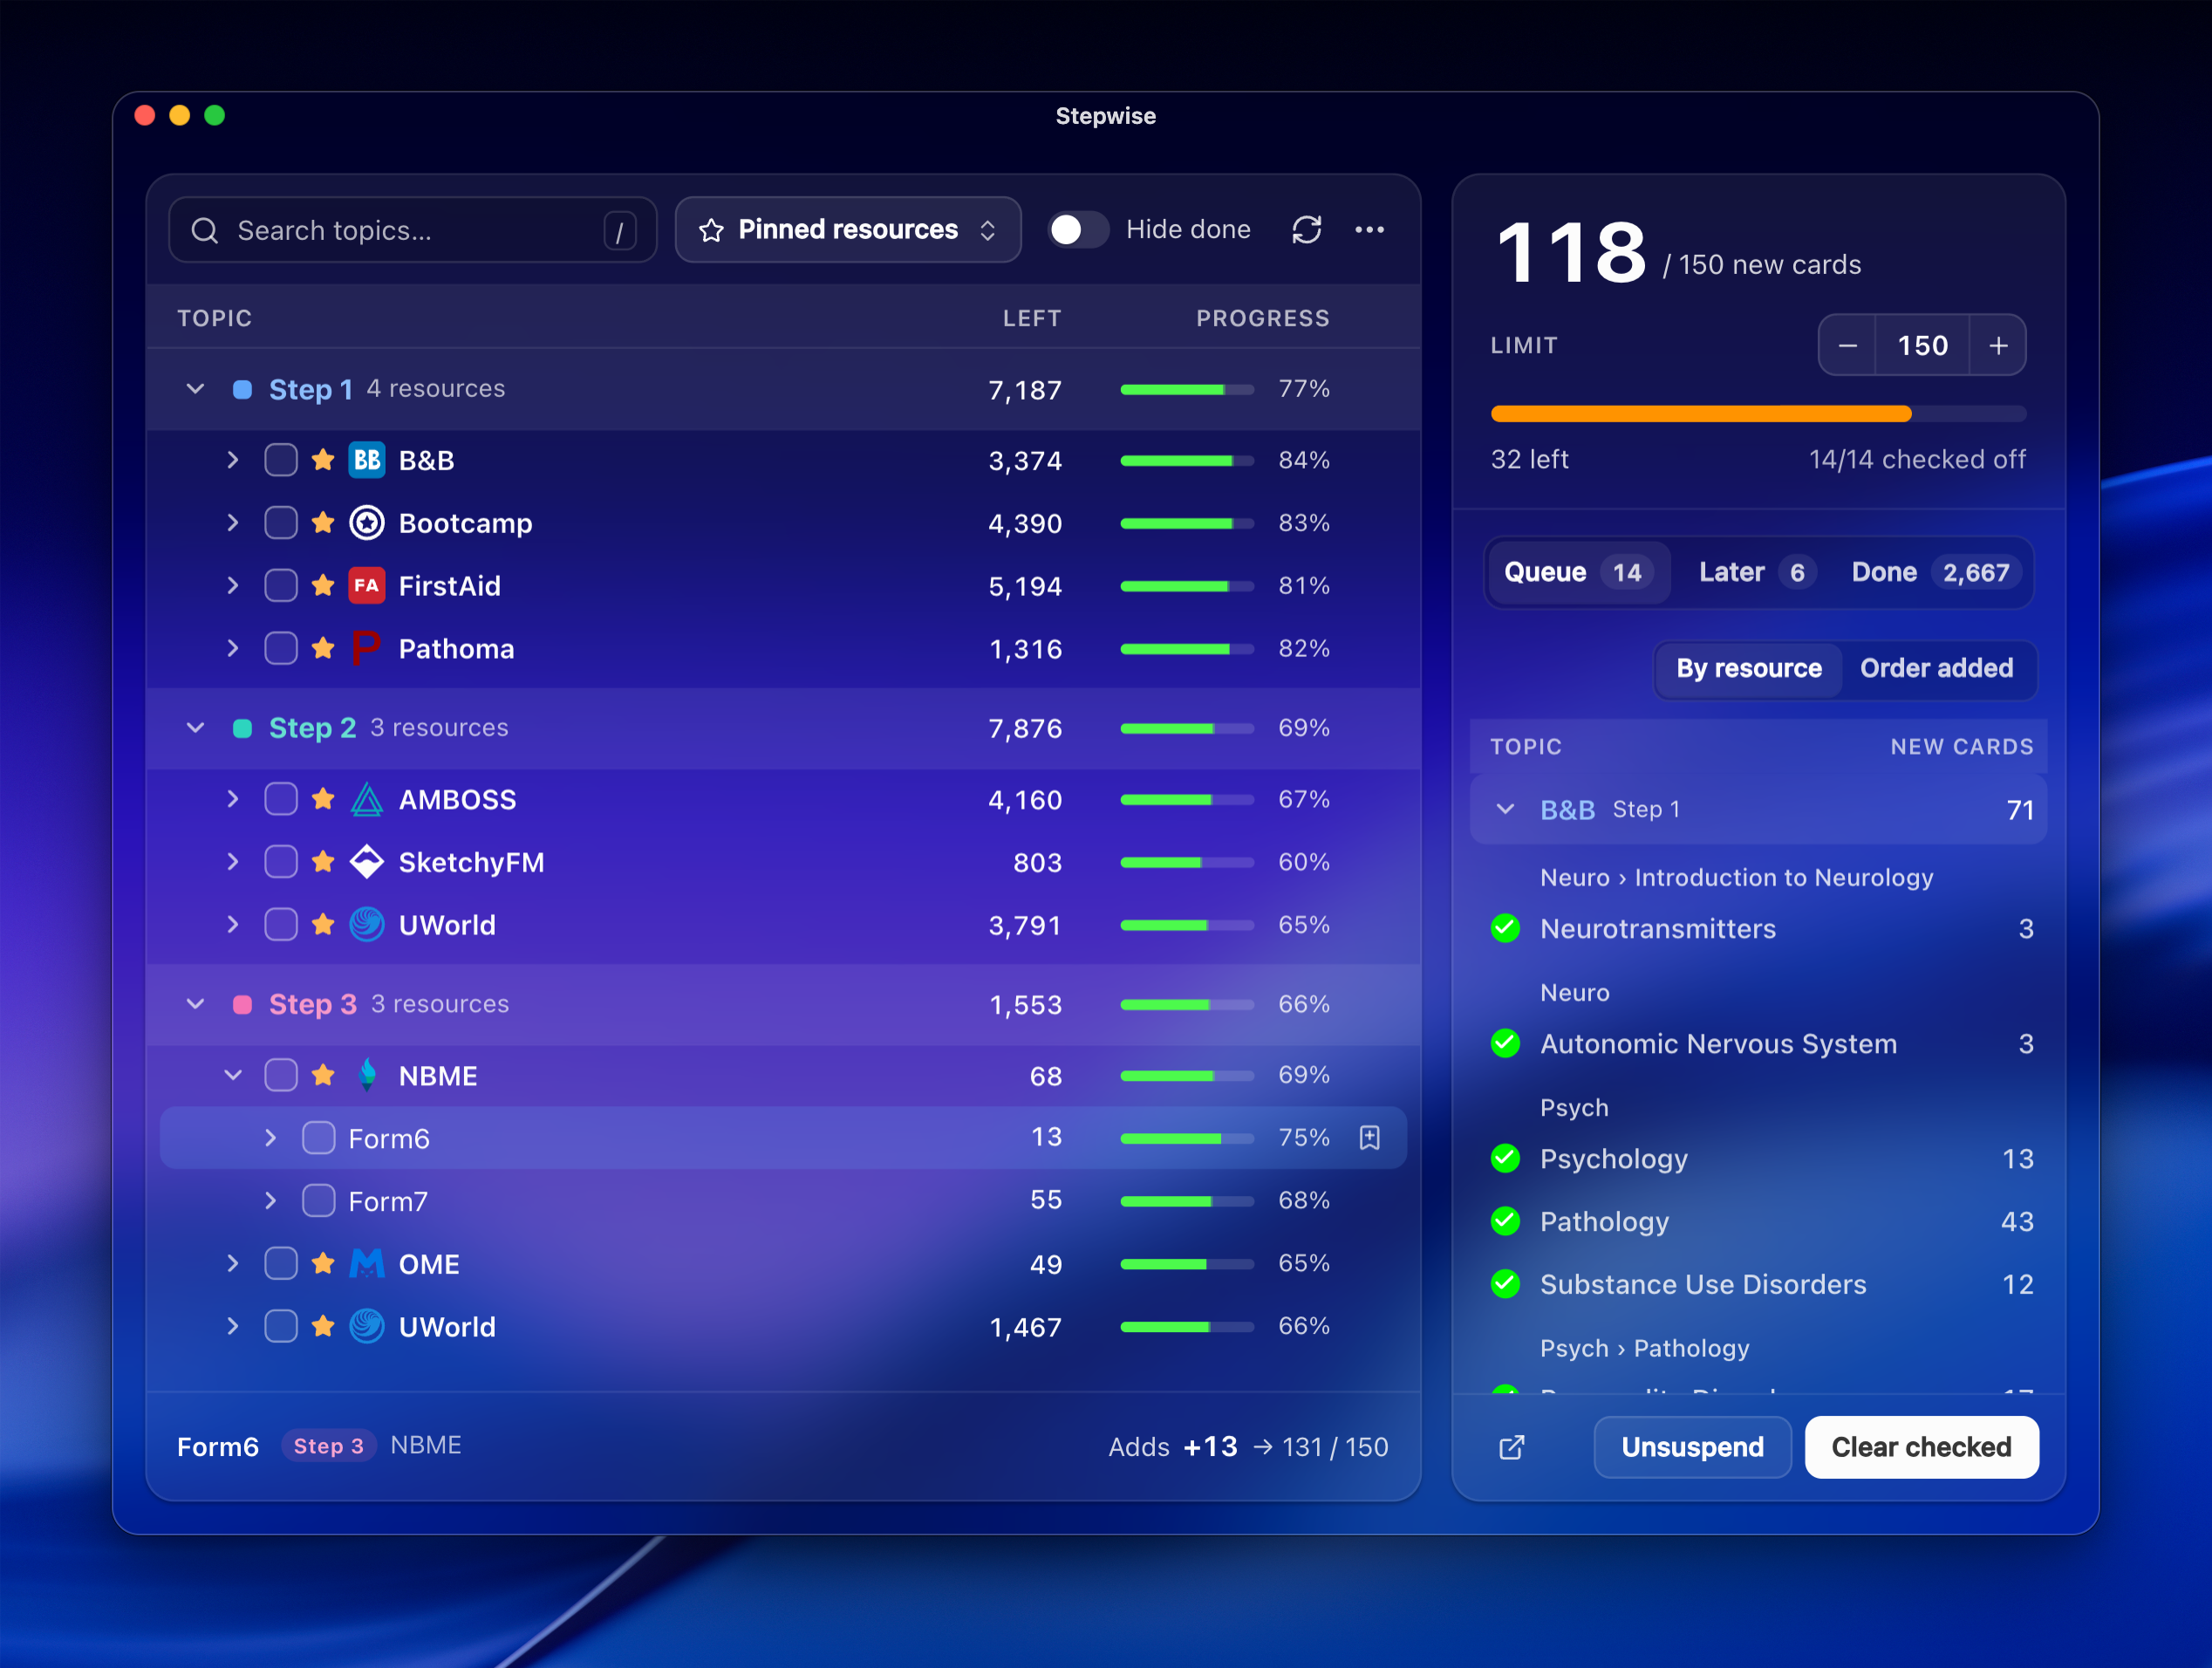 Stepwise
Search topics... /
Pinned resources
Hide done
TOPIC LEFT PROGRESS
Step 1 4 resources 7,187 77%
BB B&B 3,374 84%
Bootcamp 4,390 83%
FA FirstAid 5,194 81%
P Pathoma 1,316 82%
Step 2 3 resources 7,876 69%
AMBOSS 4,160 67%
SketchyFM 803 60%
UWorld 3,791 65%
Step 3 3 resources 1,553 66%
NBME 68 69%
Form6 13 75%
Form7 55 68%
OME 49 65%
UWorld 1,467 66%
Form6 Step 3 NBME Adds +13 → 131 / 150
118 / 150 new cards
LIMIT − 150 +
32 left 14/14 checked off
Queue 14 Later 6 Done 2,667
By resource Order added
TOPIC NEW CARDS
B&B Step 1 71
Neuro › Introduction to Neurology
Neurotransmitters 3
Neuro
Autonomic Nervous System 3
Psych
Psychology 13
Pathology 43
Substance Use Disorders 12
Psych › Pathology
Unsuspend Clear checked